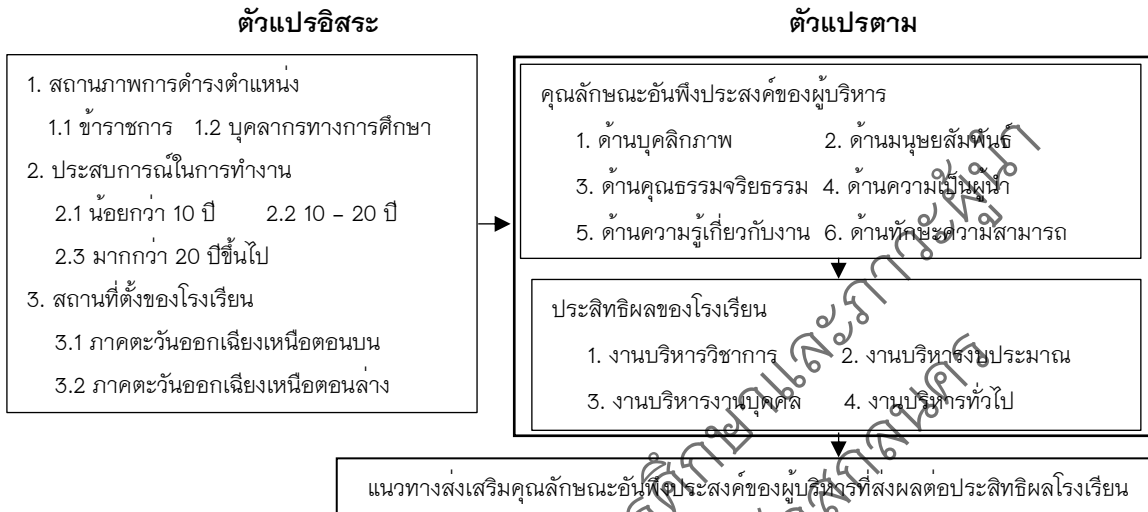 ตัวแปรอิสระ
ตัวแปรตาม
1. สถานภาพการดำรงตำแหน่ง
1.1 ข้าราชการ 1.2 บุคลากรทางการศึกษา
2. ประสบการณ์ในการทำงาน
2.1 น้อยกว่า 10 ปี 2.2 10 – 20 ปี
2.3 มากกว่า 20 ปีขึ้นไป
3. สถานที่ตั้งของโรงเรียน
3.1 ภาคตะวันออกเฉียงเหนือตอนบน
3.2 ภาคตะวันออกเฉียงเหนือตอนล่าง
คุณลักษณะอันพึงประสงค์ของผู้บริหาร
1. ด้านบุคลิกภาพ 2. ด้านมนุษยสัมพันธ์
3. ด้านคุณธรรมจริยธรรม 4. ด้านความเป็นผู้นำ
5. ด้านความรู้เกี่ยวกับงาน 6. ด้านทักษะความสามารถ
ประสิทธิผลของโรงเรียน
1. งานบริหารวิชาการ 2. งานบริหารงบประมาณ
3. งานบริหารงานบุคคล 4. งานบริหารทั่วไป
แนวทางส่งเสริมคุณลักษณะอันพึงประสงค์ของผู้บริหารที่ส่งผลต่อประสิทธิผลโรงเรียน